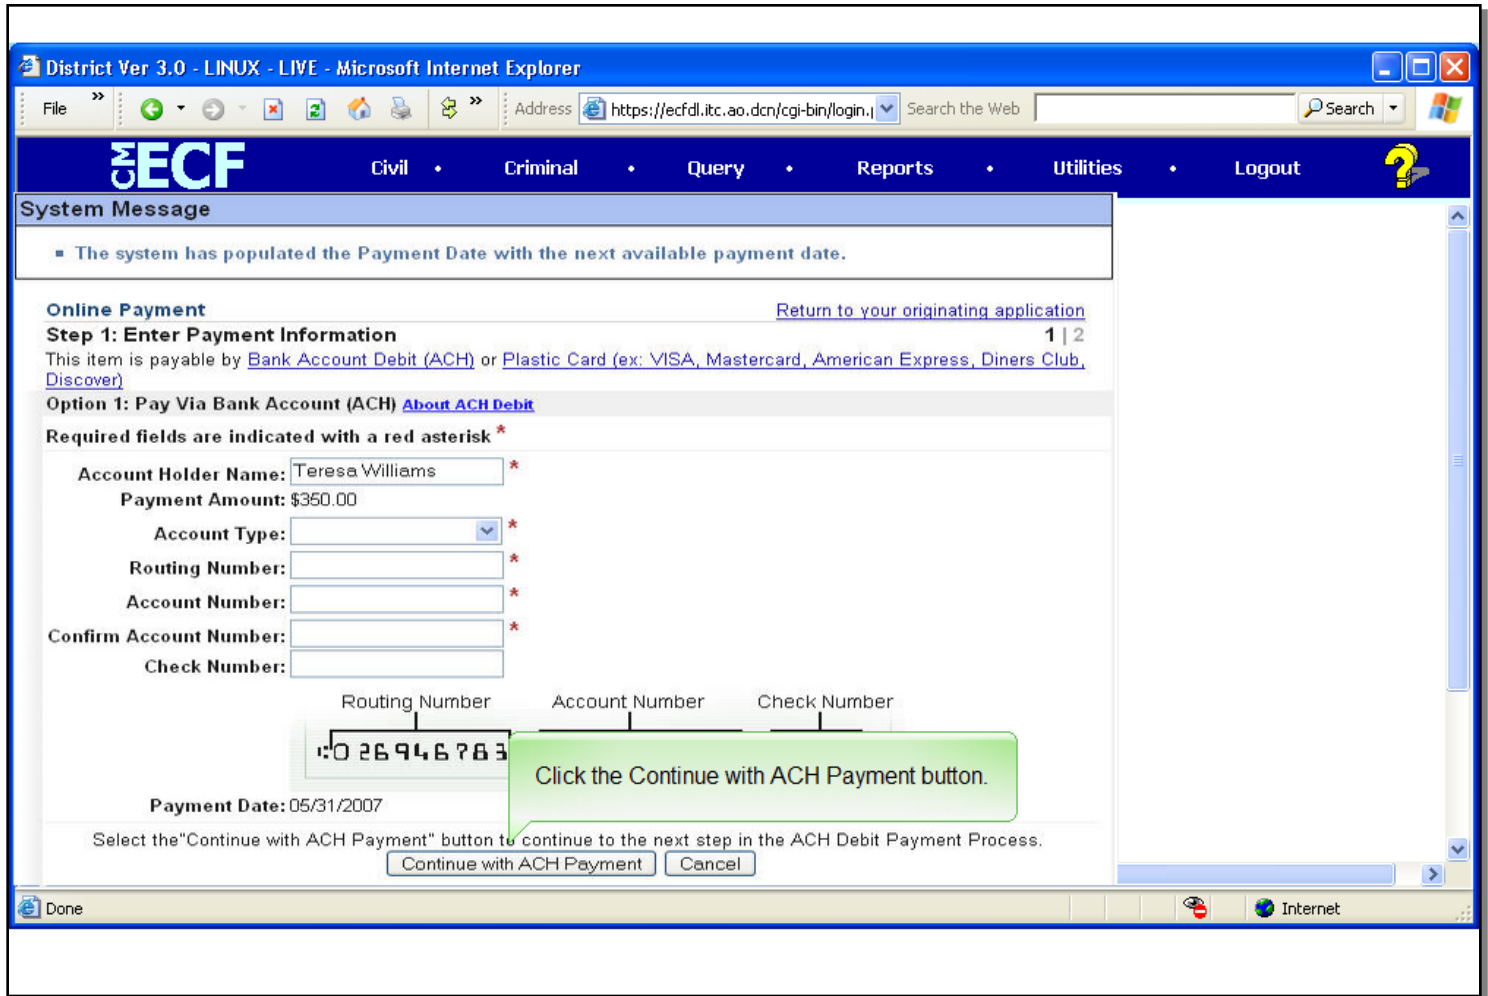 District Ver 3.0 - LINUX - LIVE - Microsoft Internet Explorer
File » » Address https://ecfdl.itc.ao.dcn/cgi-bin/login. Search the Web Search
CM ECF Civil • Criminal • Query • Reports • Utilities • Logout ?
System Message
▪ The system has populated the Payment Date with the next available payment date.
Online Payment Return to your originating application
Step 1: Enter Payment Information 1 | 2
This item is payable by Bank Account Debit (ACH) or Plastic Card (ex: VISA, Mastercard, American Express, Diners Club,
Discover)
Option 1: Pay Via Bank Account (ACH) About ACH Debit
Required fields are indicated with a red asterisk *
Account Holder Name: Teresa Williams *
Payment Amount: $350.00
Account Type: *
Routing Number: *
Account Number: *
Confirm Account Number: *
Check Number:
Routing Number Account Number Check Number
⑆026946783
Click the Continue with ACH Payment button.
Payment Date: 05/31/2007
Select the"Continue with ACH Payment" button to continue to the next step in the ACH Debit Payment Process.
Continue with ACH Payment Cancel
Done Internet